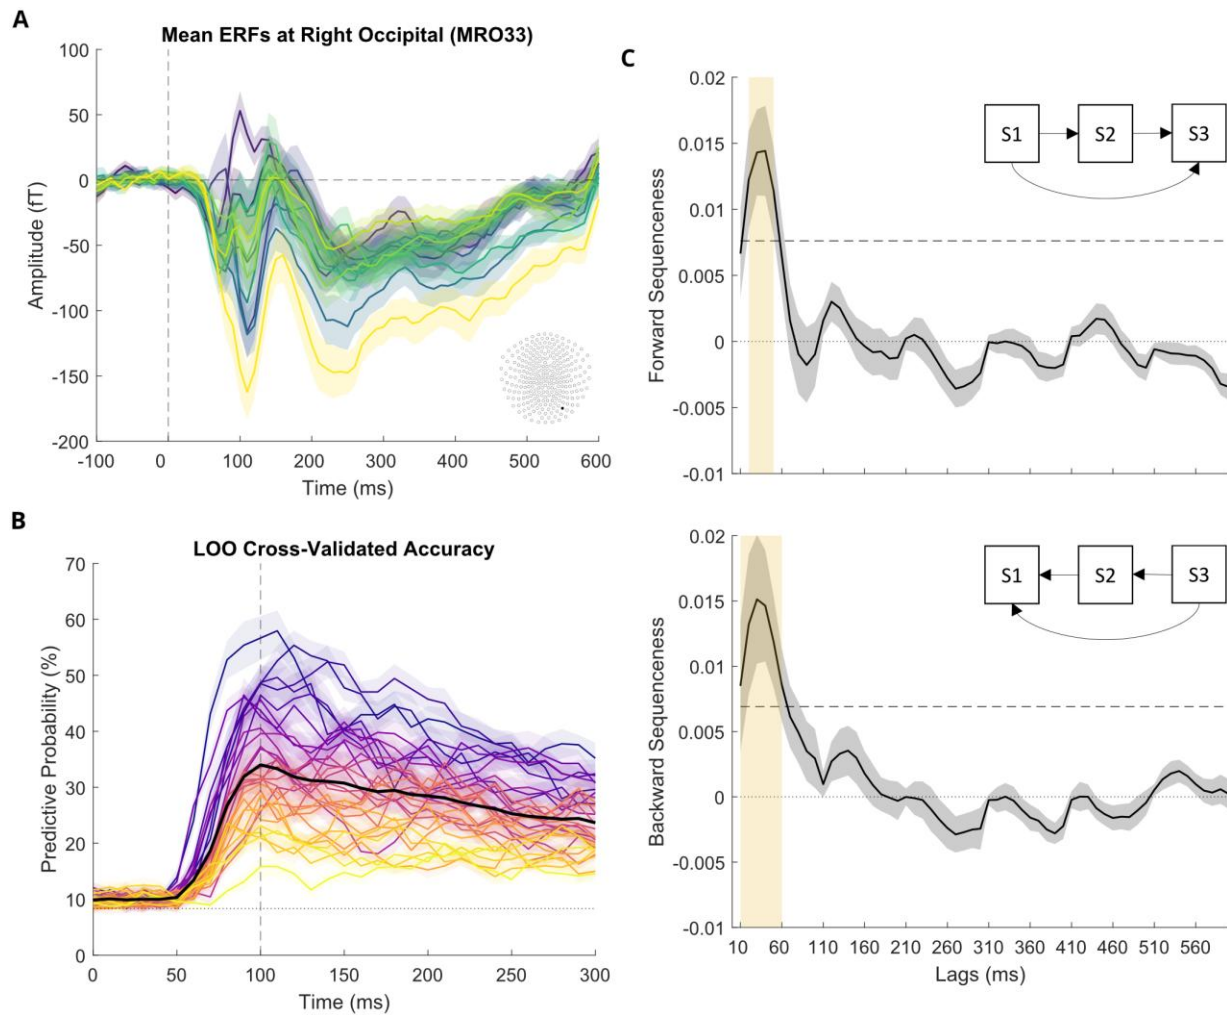 A
Mean ERFs at Right Occipital (MRO33)
100
50
0
-50
-100
-150
-200
Amplitude (fT)
-100 0 100 200 300 400 500 600
Time (ms)
B
LOO Cross-Validated Accuracy
70
60
50
40
30
20
10
0
Predictive Probability (%)
0 50 100 150 200 250 300
Time (ms)
C
0.02
0.015
0.01
0.005
0
-0.005
-0.01
Forward Sequenceness
S1 S2 S3
0.02
0.015
0.01
0.005
0
-0.005
-0.01
Backward Sequenceness
S1 S2 S3
10 60 110 160 210 260 310 360 410 460 510 560
Lags (ms)